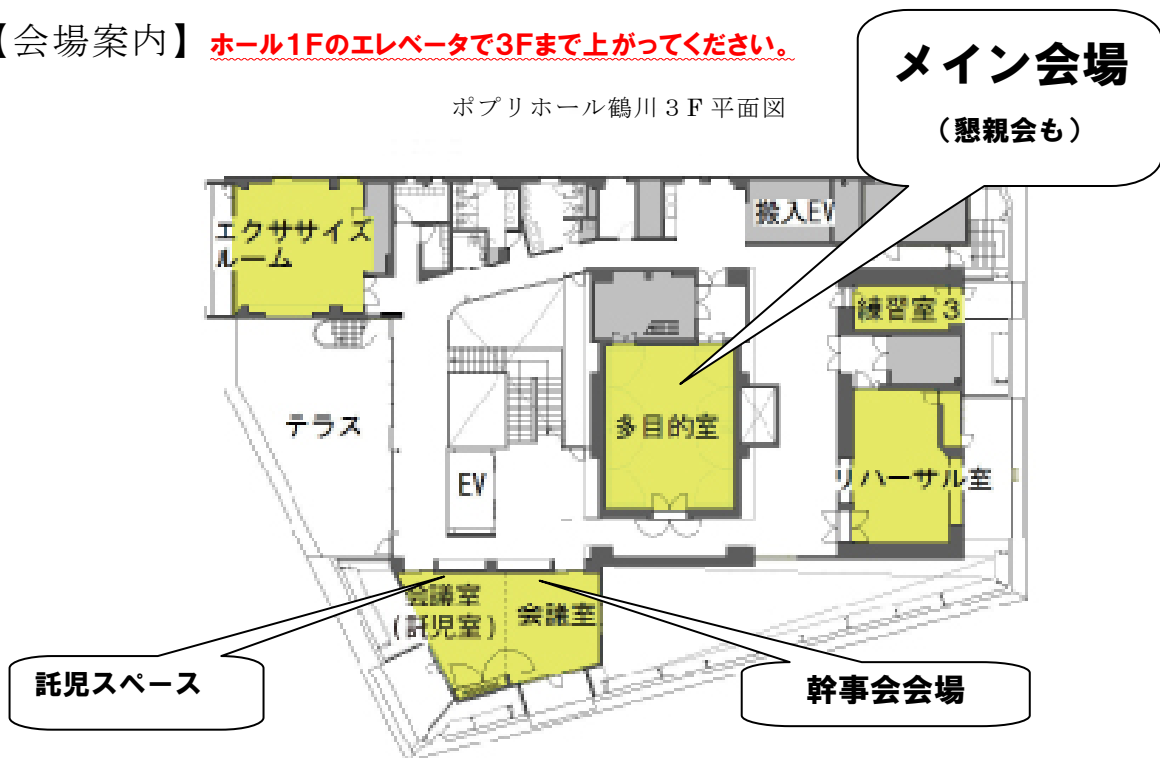 【会場案内】 ホール1Fのエレベータで3Fまで上がってください。
ポプリホール鶴川3F平面図
メイン会場
（懇親会も）
搬入EV
エクササイズ
ルーム
練習室3
テラス
多目的室
EV
リハーサル室
会議室
(託児室)
会議室
託児スペース
幹事会会場